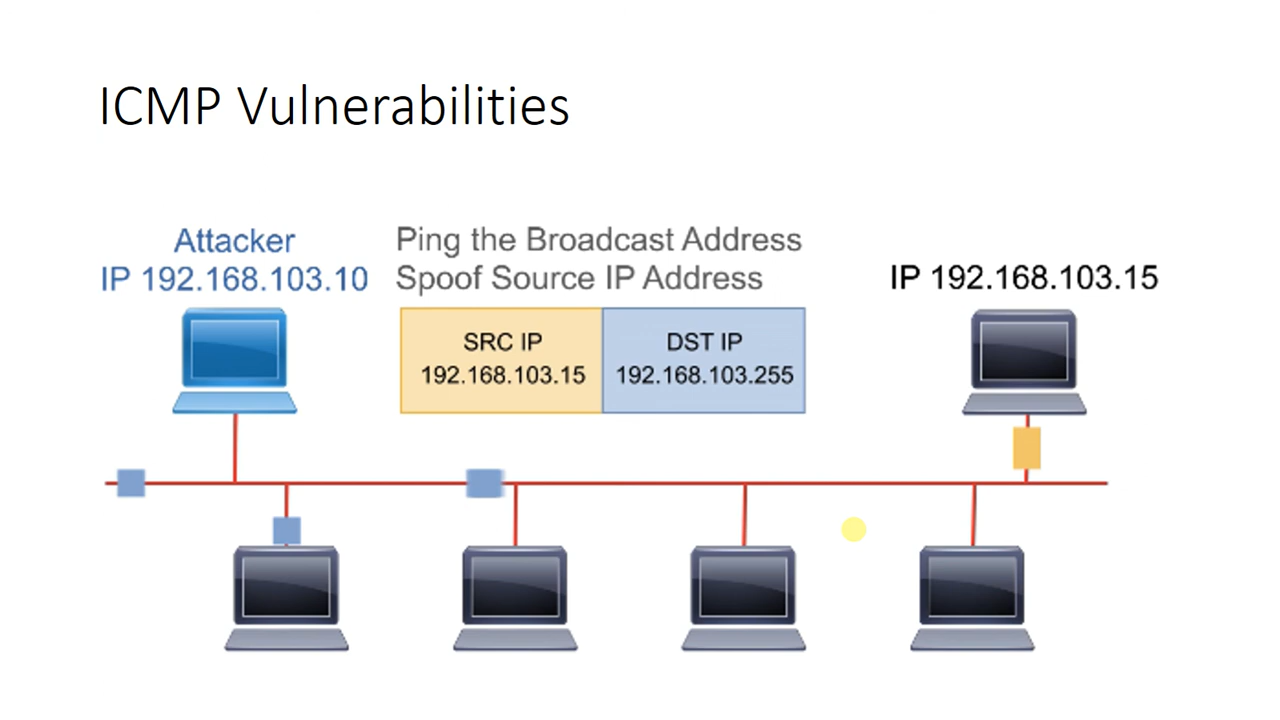 ICMP Vulnerabilities
Attacker
IP 192.168.103.10
Ping the Broadcast Address
Spoof Source IP Address
SRC IP
192.168.103.15
DST IP
192.168.103.255
IP 192.168.103.15